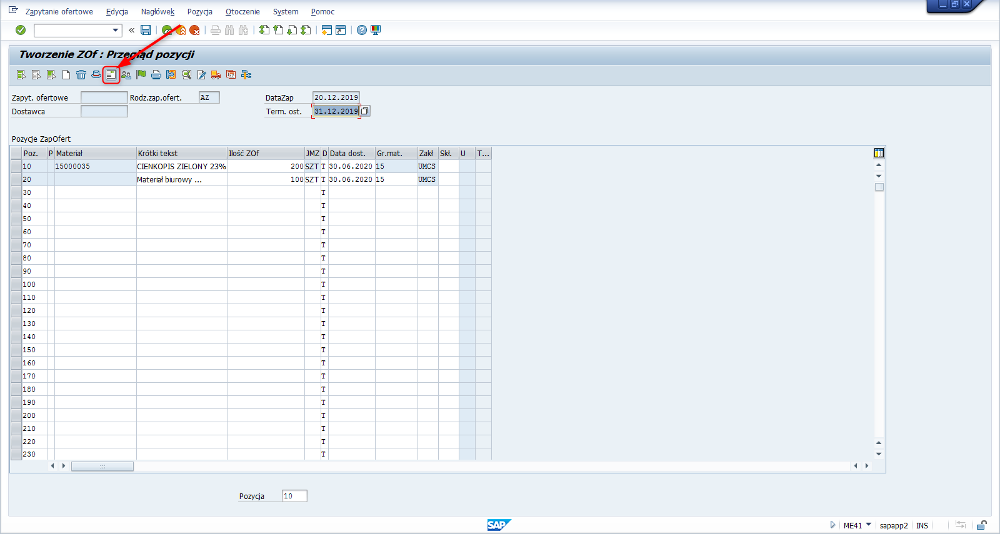 Zapytanie ofertowe Edycja Nagłówek Pozycja Otoczenie System Pomoc
Tworzenie ZOf : Przegląd pozycji
Zapyt. ofertowe Rodz.zap.ofert. AZ DataZap 20.12.2019
Dostawca Term. ost. 31.12.2019
Pozycje ZapOfert
Poz. P Materiał Krótki tekst Ilość ZOf JMZ D Data dost. Gr.mat. Zakł Skł. U T...
10 15000035 CIENKOPIS ZIELONY 23% 200 SZT T 30.06.2020 15 UMCS
20 Materiał biurowy ... 100 SZT T 30.06.2020 15 UMCS
30 T
40 T
50 T
60 T
70 T
80 T
90 T
100 T
110 T
120 T
130 T
140 T
150 T
160 T
170 T
180 T
190 T
200 T
210 T
220 T
230 T
Pozycja 10
SAP ME41 sapapp2 INS